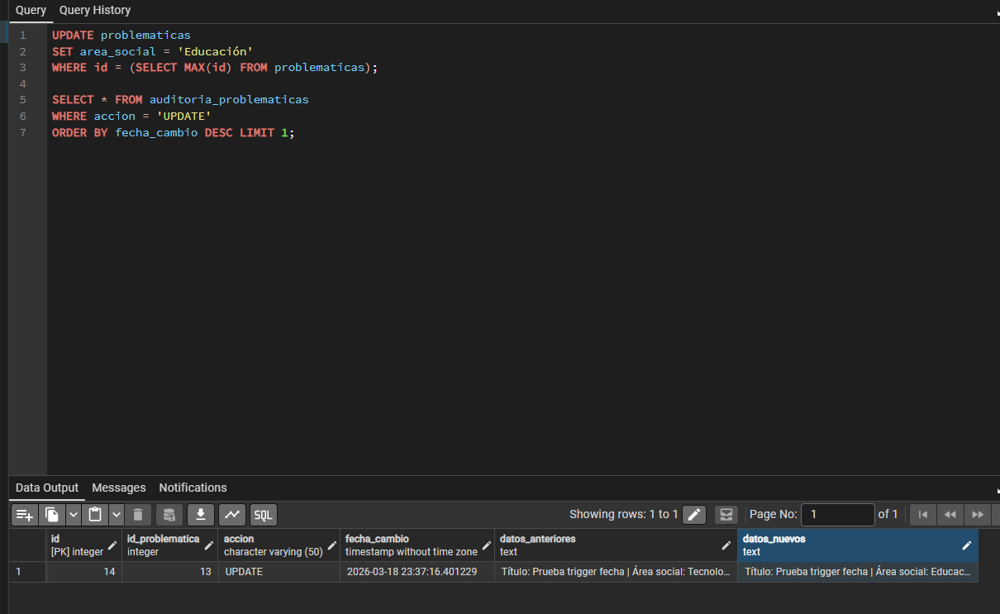 Query Query History
1 UPDATE problematicas
2 SET area_social = 'Educación'
3 WHERE id = (SELECT MAX(id) FROM problematicas);
4
5 SELECT * FROM auditoria_problematicas
6 WHERE accion = 'UPDATE'
7 ORDER BY fecha_cambio DESC LIMIT 1;
Data Output Messages Notifications
SQL Showing rows: 1 to 1 Page No: 1 of 1
id id_problematica accion fecha_cambio datos_anteriores datos_nuevos
[PK] integer integer character varying (50) timestamp without time zone text text
1 14 13 UPDATE 2026-03-18 23:37:16.401229 Título: Prueba trigger fecha | Área social: Tecnolo... Título: Prueba trigger fecha | Área social: Educac...